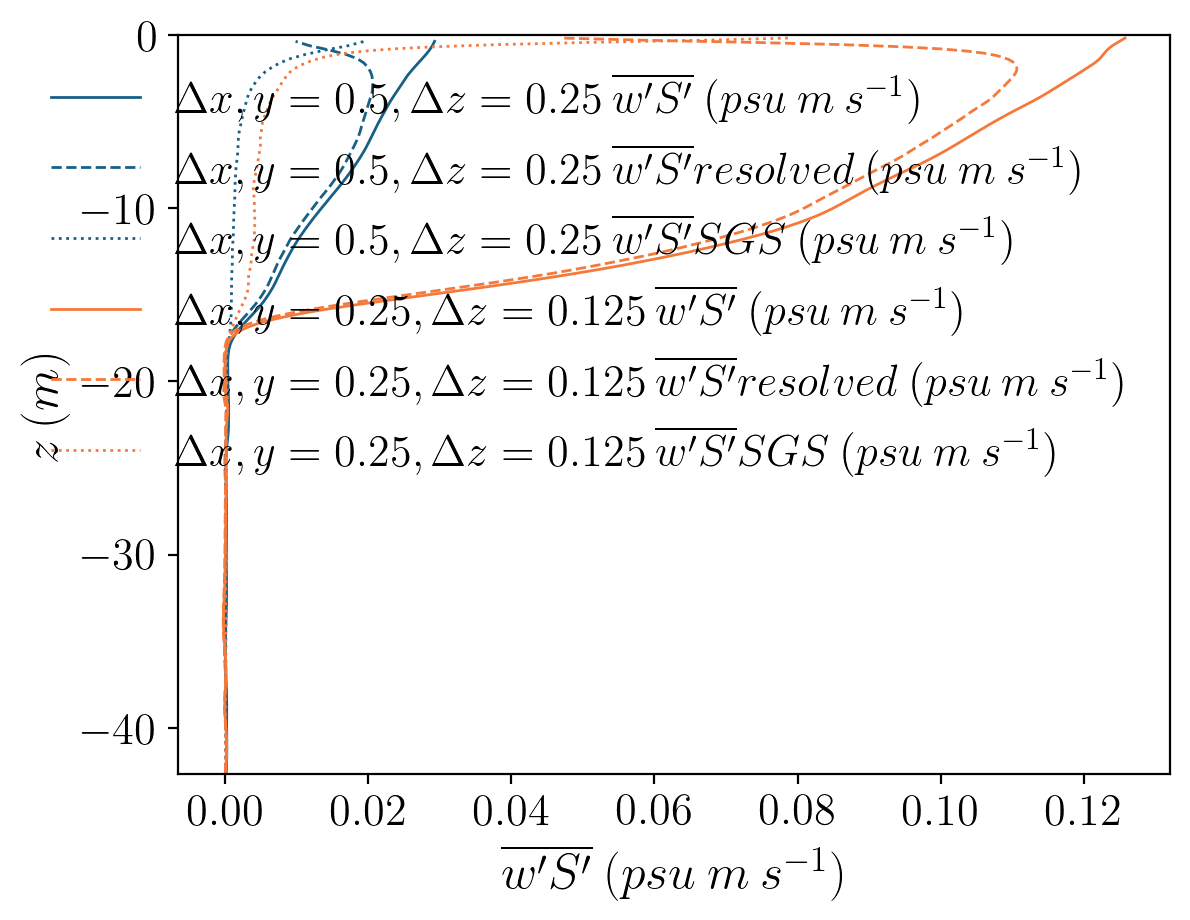 0
Δx, y = 0.5, Δz = 0.25 w′S′ (psu m s⁻¹)
Δx, y = 0.5, Δz = 0.25 w′S′resolved (psu m s⁻¹)
−10
Δx, y = 0.5, Δz = 0.25 w′S′SGS (psu m s⁻¹)
Δx, y = 0.25, Δz = 0.125 w′S′ (psu m s⁻¹)
−20
Δx, y = 0.25, Δz = 0.125 w′S′resolved (psu m s⁻¹)
z (m)
Δx, y = 0.25, Δz = 0.125 w′S′SGS (psu m s⁻¹)
−30
−40
0.00 0.02 0.04 0.06 0.08 0.10 0.12
w′S′ (psu m s⁻¹)